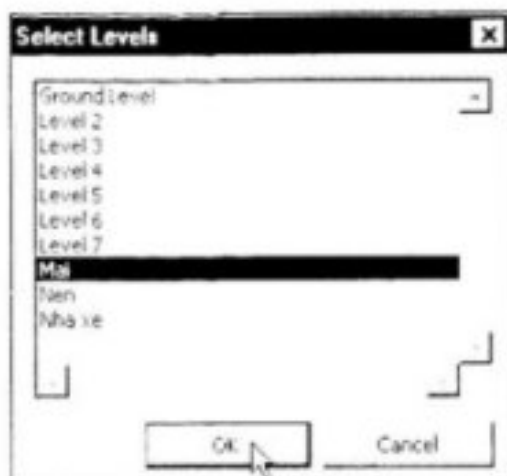 Select Levels
Ground Level
Level 2
Level 3
Level 4
Level 5
Level 6
Level 7
Mai
Nen
Nha xe
OK
Cancel